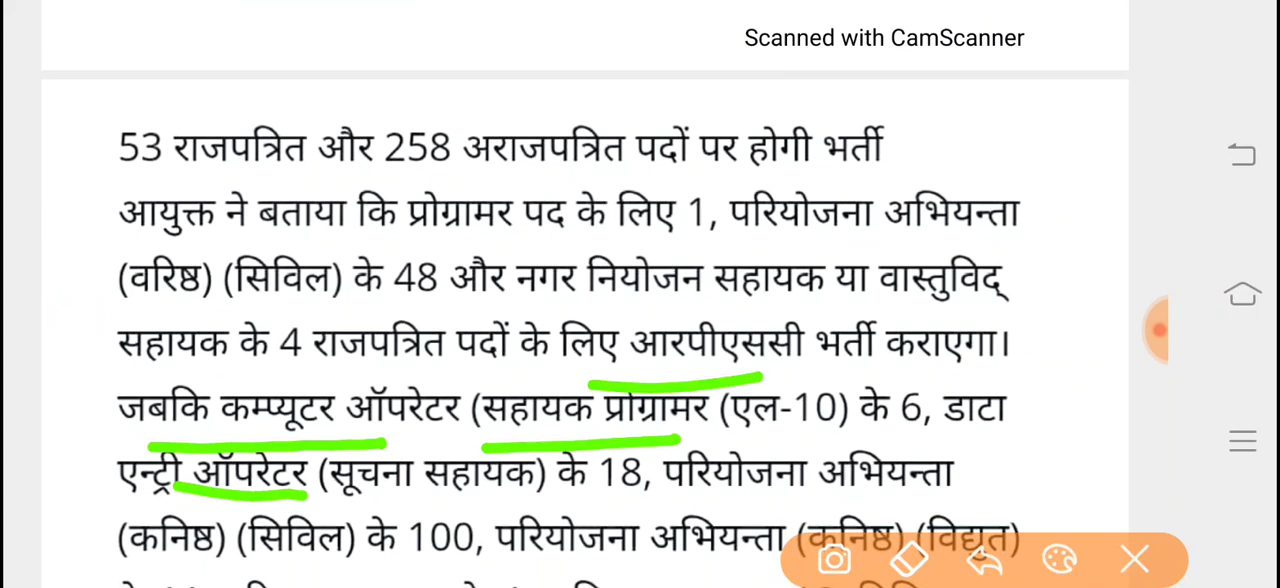 Scanned with CamScanner
53 राजपत्रित और 258 अराजपत्रित पदों पर होगी भर्ती
आयुक्त ने बताया कि प्रोग्रामर पद के लिए 1, परियोजना अभियन्ता
(वरिष्ठ) (सिविल) के 48 और नगर नियोजन सहायक या वास्तुविद्
सहायक के 4 राजपत्रित पदों के लिए आरपीएससी भर्ती कराएगा।
जबकि कम्प्यूटर ऑपरेटर (सहायक प्रोग्रामर (एल-10) के 6, डाटा
एन्ट्री ऑपरेटर (सूचना सहायक) के 18, परियोजना अभियन्ता
(कनिष्ठ) (सिविल) के 100, परियोजना अभियन्ता (कनिष्ठ) (विद्युत)